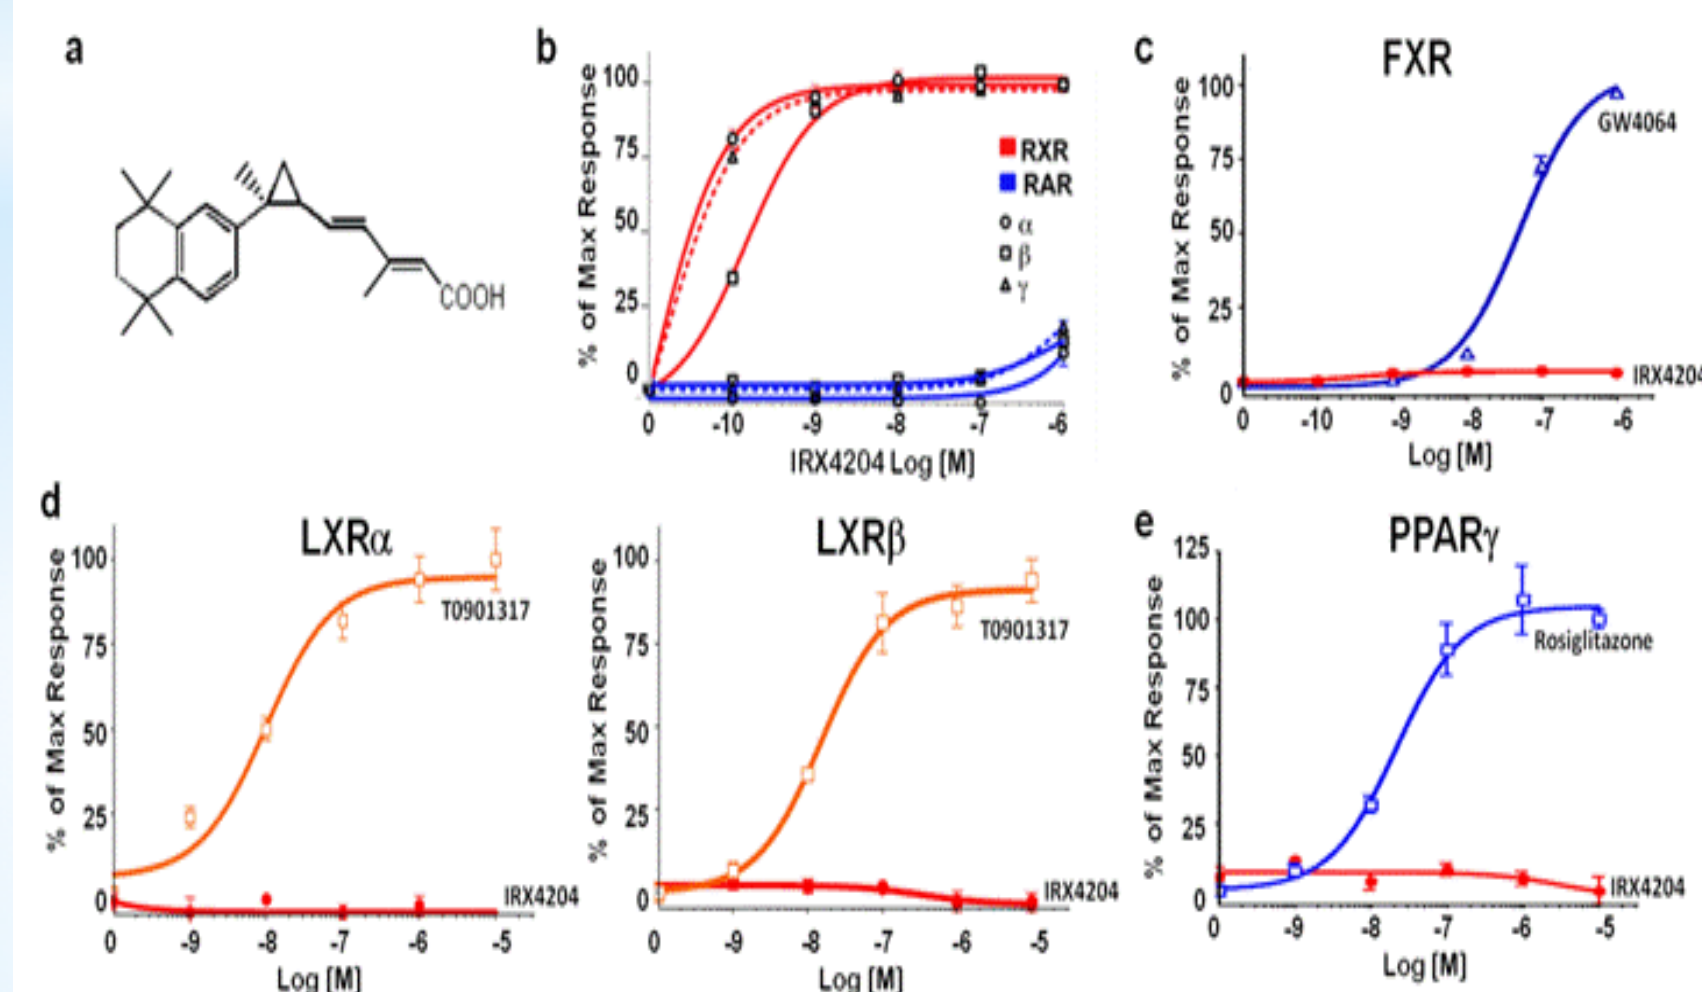 a
COOH
b
% of Max Response
100
75
50
25
0
RXR
RAR
α
β
γ
0 -10 -9 -8 -7 -6
IRX4204 Log [M]
c
FXR
% of Max Response
100
75
50
25
0
GW4064
IRX4204
0 -10 -9 -8 -7 -6
Log [M]
d
LXRα
% of Max Response
100
75
50
25
0
T0901317
IRX4204
0 -9 -8 -7 -6 -5
Log [M]
LXRβ
% of Max Response
100
75
50
25
0
T0901317
IRX4204
0 -9 -8 -7 -6 -5
Log [M]
e
PPARγ
% of Max Response
125
100
75
50
25
0
Rosiglitazone
IRX4204
0 -9 -8 -7 -6 -5
Log [M]